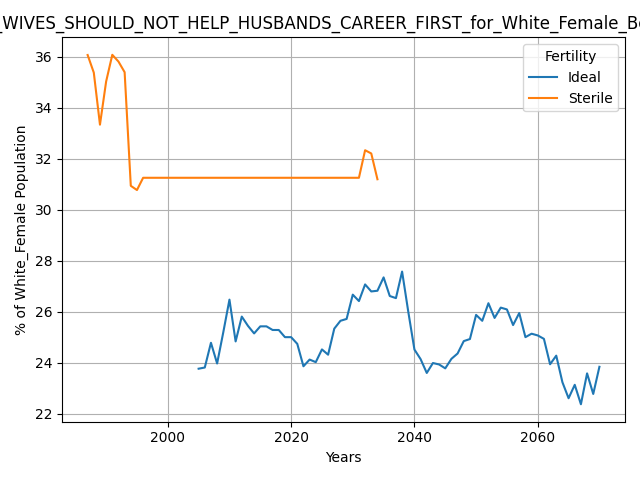 _WIVES_SHOULD_NOT_HELP_HUSBANDS_CAREER_FIRST_for_White_Female_B
Fertility
Ideal
Sterile
% of White_Female Population
36
34
32
30
28
26
24
22
2000
2020
2040
2060
Years